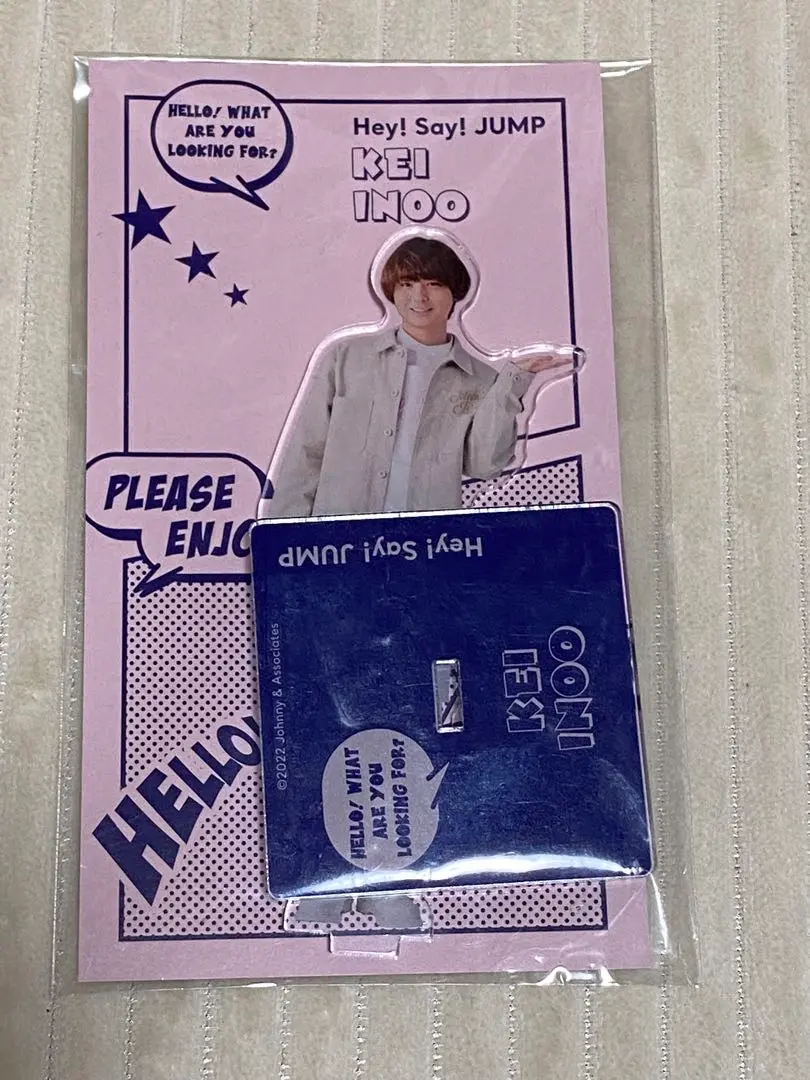 HELLO! WHAT
ARE YOU
LOOKING FOR?
Hey! Say! JUMP
KEI
INOO
PLEASE
HELLO!
Hey! Say! JUMP
KEI
INOO
©2022 Johnny & Associates
HELLO! WHAT
ARE YOU
LOOKING FOR?